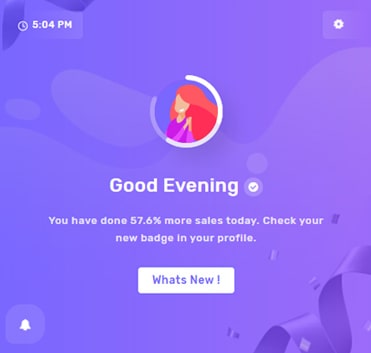 5:04 PM
Good Evening
You have done 57.6% more sales today. Check your
new badge in your profile.
Whats New !